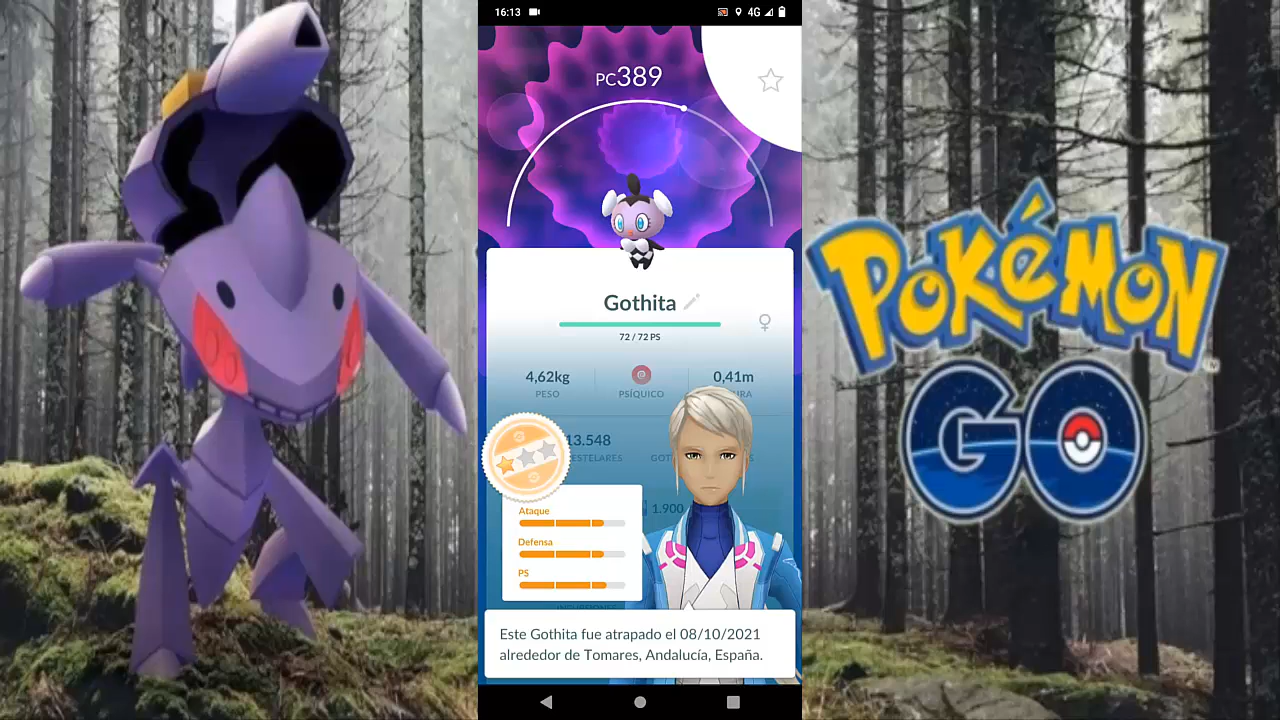 16:13
4G
PC389
Gothita
72 / 72 PS
4,62kg
PESO
PSÍQUICO
0,41m
13.548
1.900
Ataque
Defensa
PS
Este Gothita fue atrapado el 08/10/2021
alrededor de Tomares, Andalucía, España.
POKéMON
TM
GO